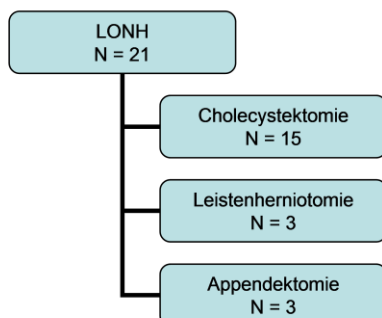 LONH
N = 21
Cholecystektomie
N = 15
Leistenherniotomie
N = 3
Appendektomie
N = 3